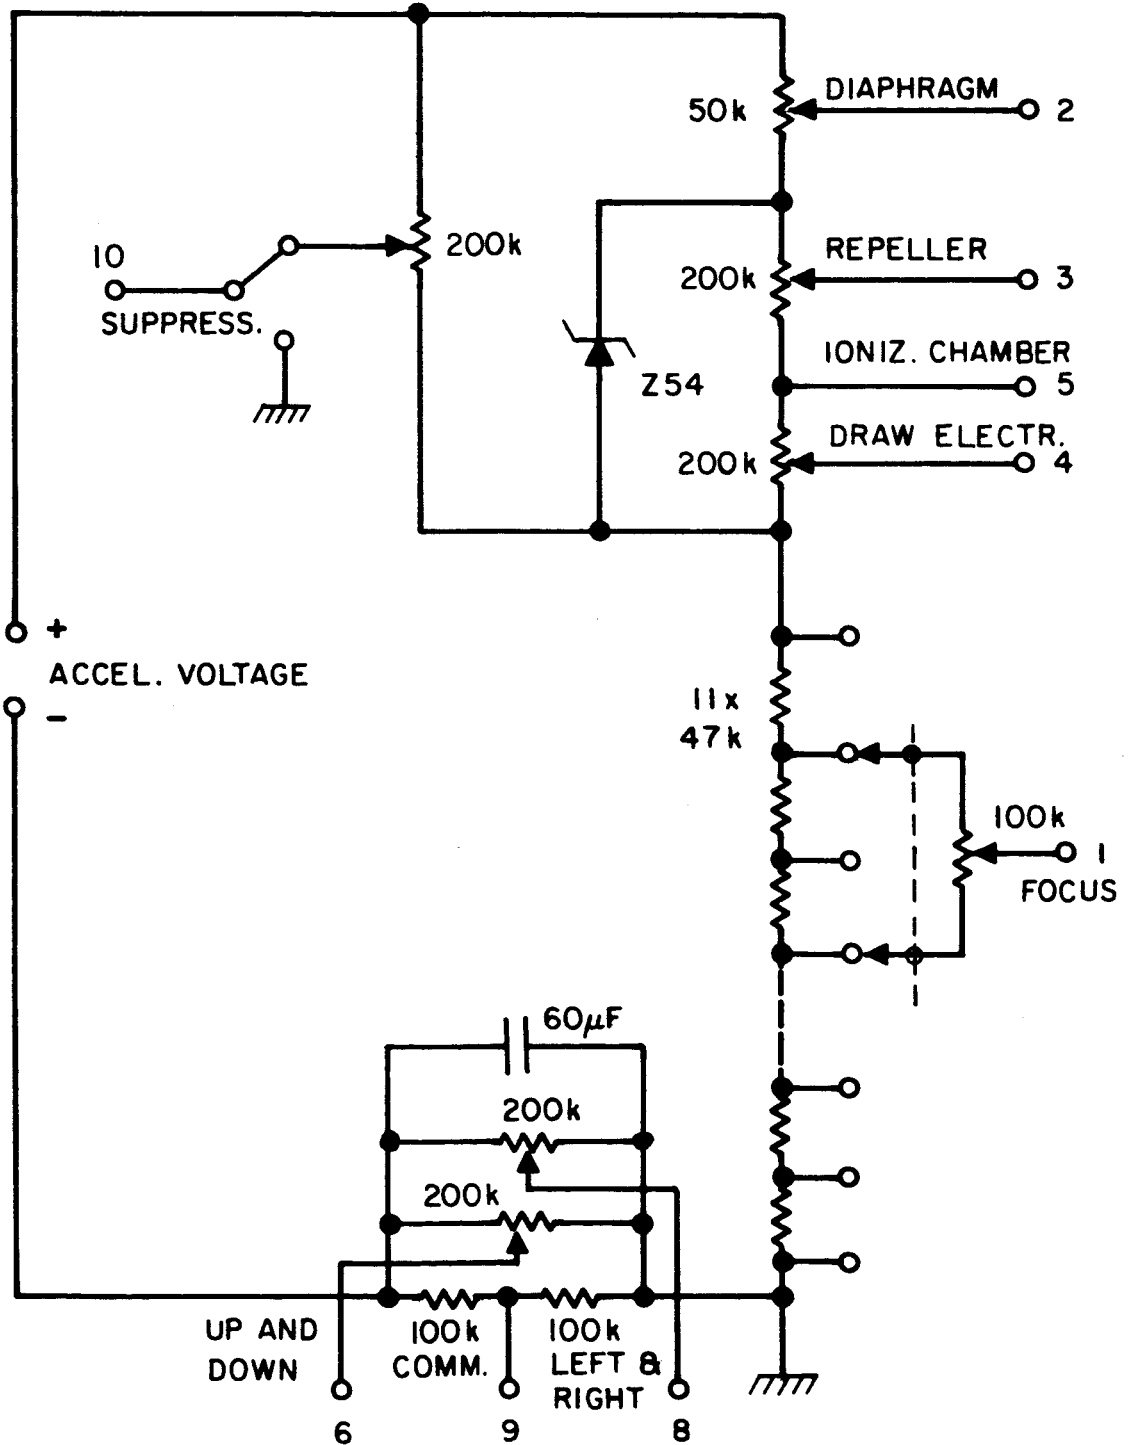 DIAPHRAGM
50k
2
10
200k
REPELLER
200k
3
SUPPRESS.
IONIZ. CHAMBER
5
Z54
DRAW ELECTR.
200k
4
+
ACCEL. VOLTAGE
–
11x
47k
100k
1
FOCUS
60μF
200k
200k
UP AND
DOWN
100k
COMM.
100k
LEFT &
RIGHT
6
9
8